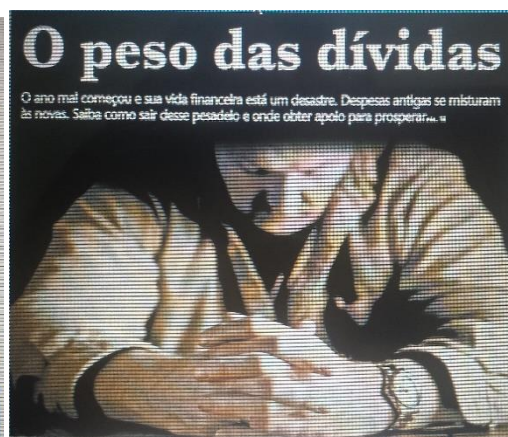 O peso das dívidas
O ano mal começou e sua vida financeira está um desastre. Despesas antigas se misturam
às novas. Saiba como sair desse pesadelo e onde obter apoio para prosperar...